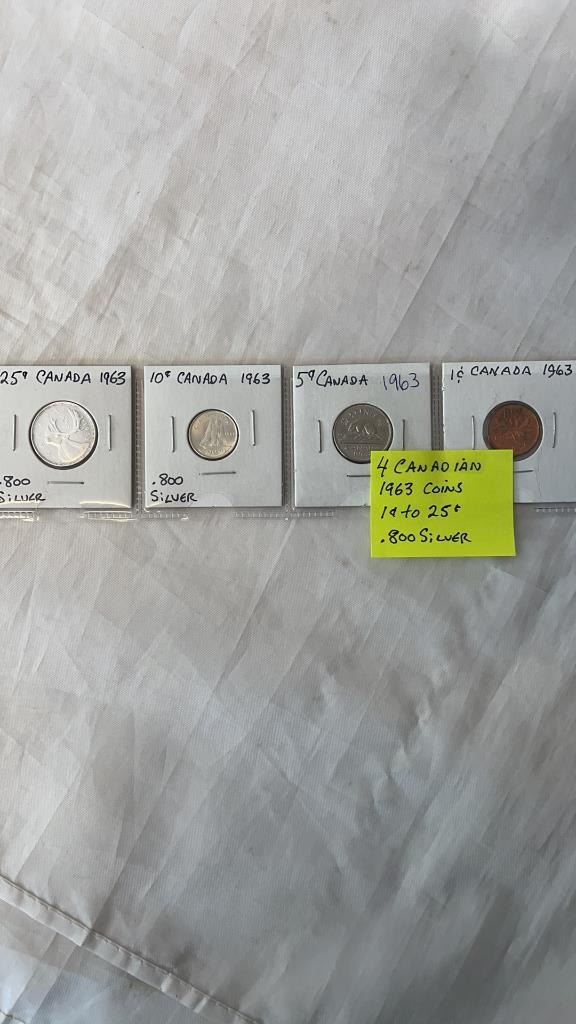 25¢ CANADA 1963
.800
SILVER
10¢ CANADA 1963
.800
SILVER
5¢ CANADA 1963
1¢ CANADA 1963
4 CANADIAN
1963 COINS
1¢ to 25¢
.800 SILVER